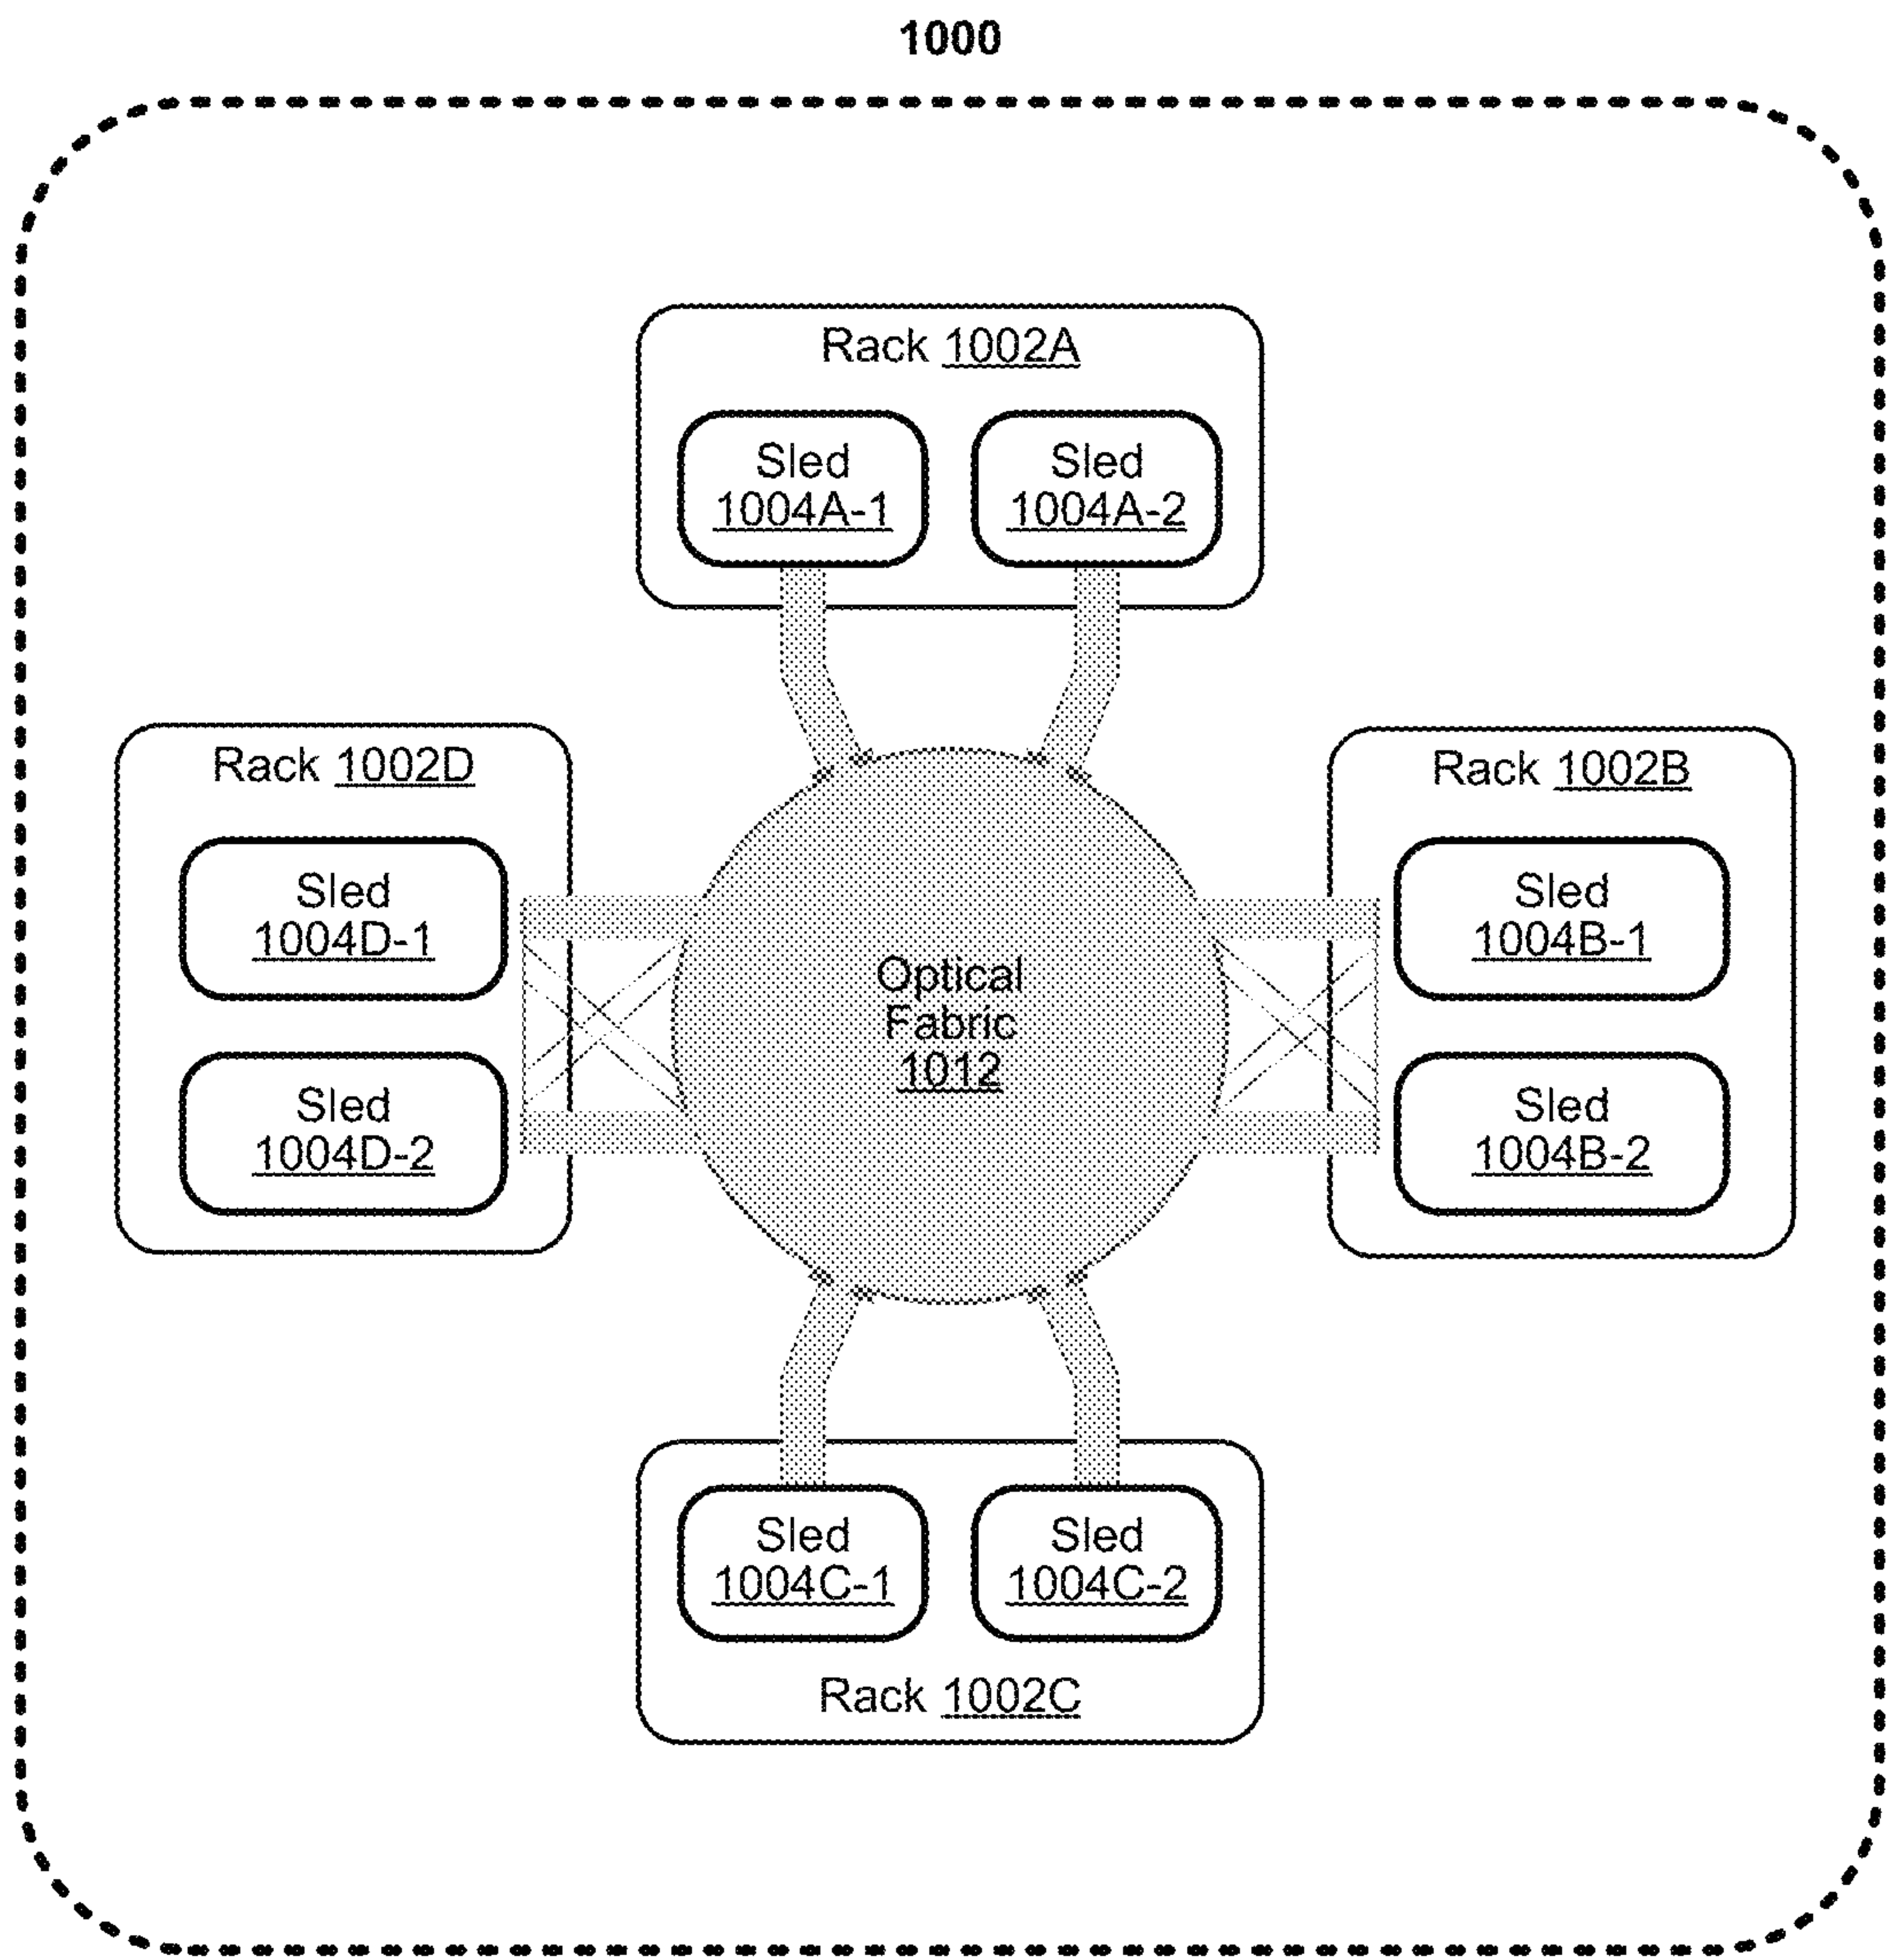 1000
Rack 1002A
Sled
1004A-1
Sled
1004A-2
Rack 1002D
Sled
1004D-1
Sled
1004D-2
Optical
Fabric
1012
Rack 1002B
Sled
1004B-1
Sled
1004B-2
Sled
1004C-1
Sled
1004C-2
Rack 1002C